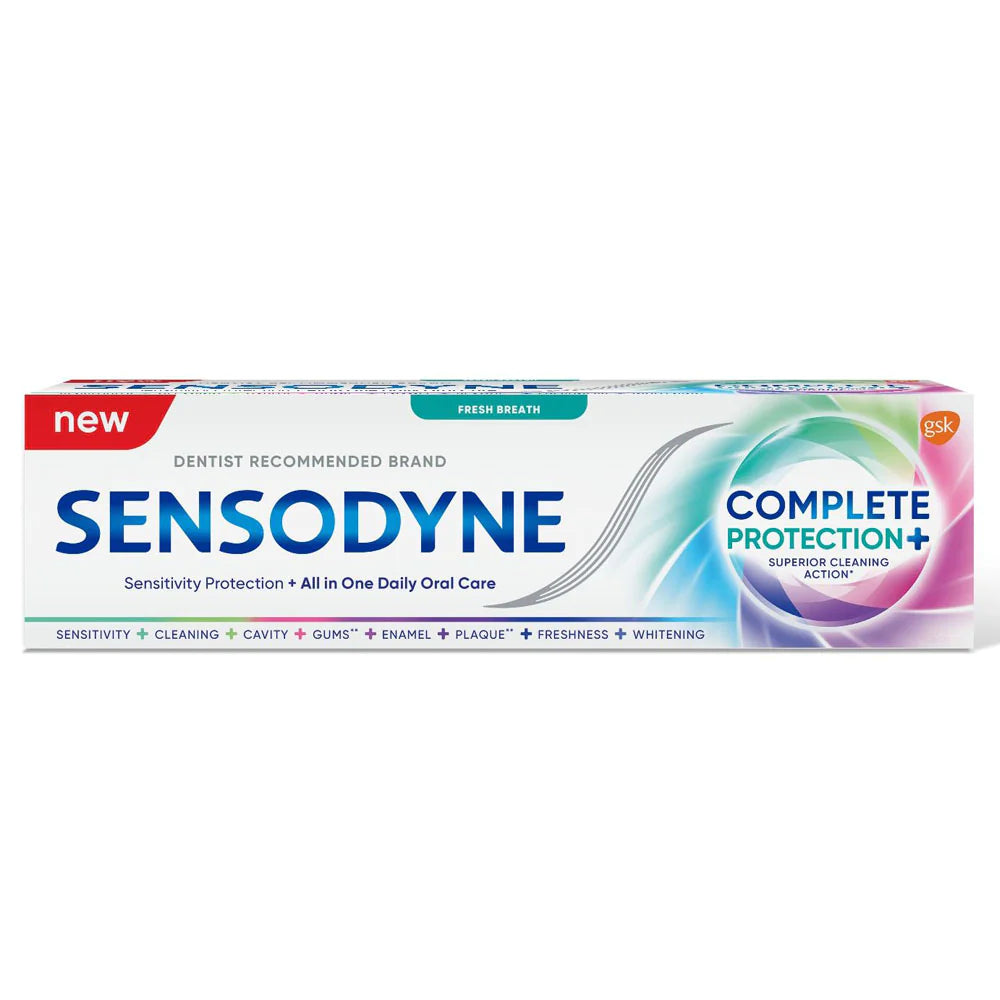 new
FRESH BREATH
gsk
DENTIST RECOMMENDED BRAND
SENSODYNE
Sensitivity Protection + All in One Daily Oral Care
COMPLETE
PROTECTION+
SUPERIOR CLEANING
ACTION*
SENSITIVITY + CLEANING + CAVITY + GUMS** + ENAMEL + PLAQUE** + FRESHNESS + WHITENING